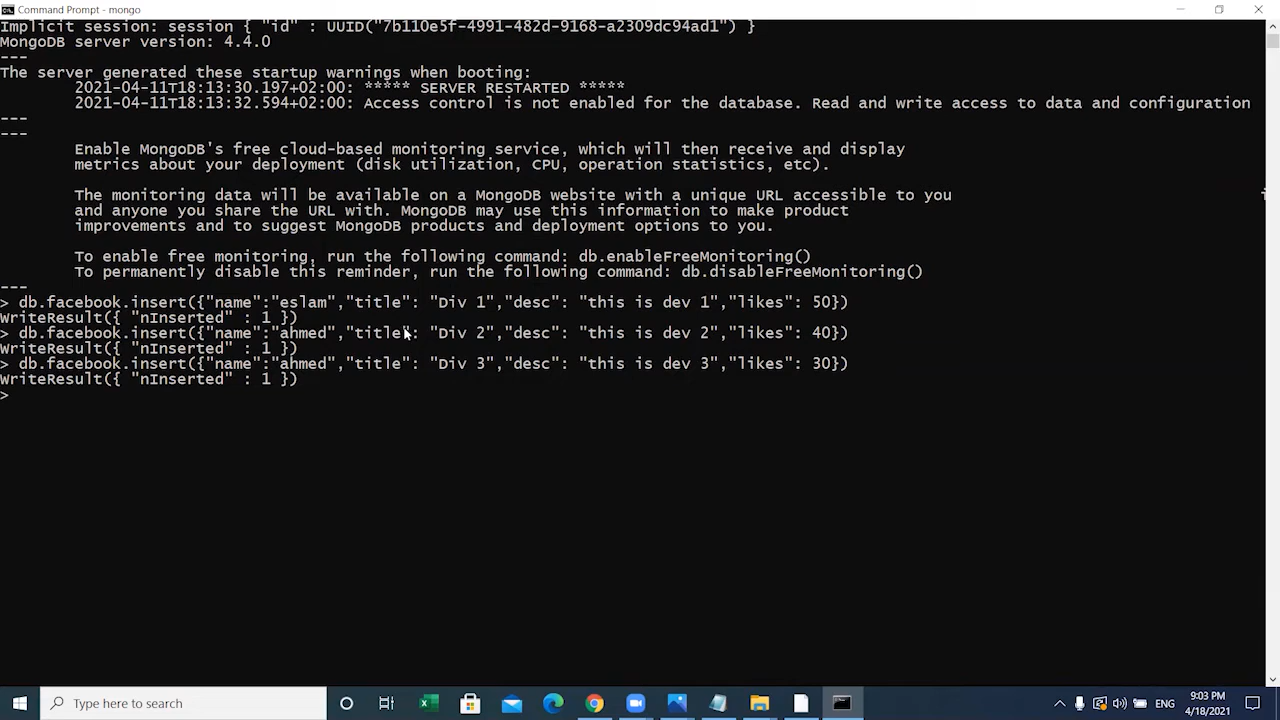 Command Prompt - mongo
Implicit session: session { "id" : UUID("7b110e5f-4991-482d-9168-a2309dc94ad1") }
MongoDB server version: 4.4.0
---
The server generated these startup warnings when booting:
2021-04-11T18:13:30.197+02:00: ***** SERVER RESTARTED *****
2021-04-11T18:13:32.594+02:00: Access control is not enabled for the database. Read and write access to data and configuration
---
---
Enable MongoDB's free cloud-based monitoring service, which will then receive and display
metrics about your deployment (disk utilization, CPU, operation statistics, etc).
The monitoring data will be available on a MongoDB website with a unique URL accessible to you
and anyone you share the URL with. MongoDB may use this information to make product
improvements and to suggest MongoDB products and deployment options to you.
To enable free monitoring, run the following command: db.enableFreeMonitoring()
To permanently disable this reminder, run the following command: db.disableFreeMonitoring()
---
> db.facebook.insert({"name":"eslam","title": "Div 1","desc": "this is dev 1","likes": 50})
WriteResult({ "nInserted" : 1 })
> db.facebook.insert({"name":"ahmed","title": "Div 2","desc": "this is dev 2","likes": 40})
WriteResult({ "nInserted" : 1 })
> db.facebook.insert({"name":"ahmed","title": "Div 3","desc": "this is dev 3","likes": 30})
WriteResult({ "nInserted" : 1 })
>
Type here to search
ENG
9:03 PM
4/18/2021